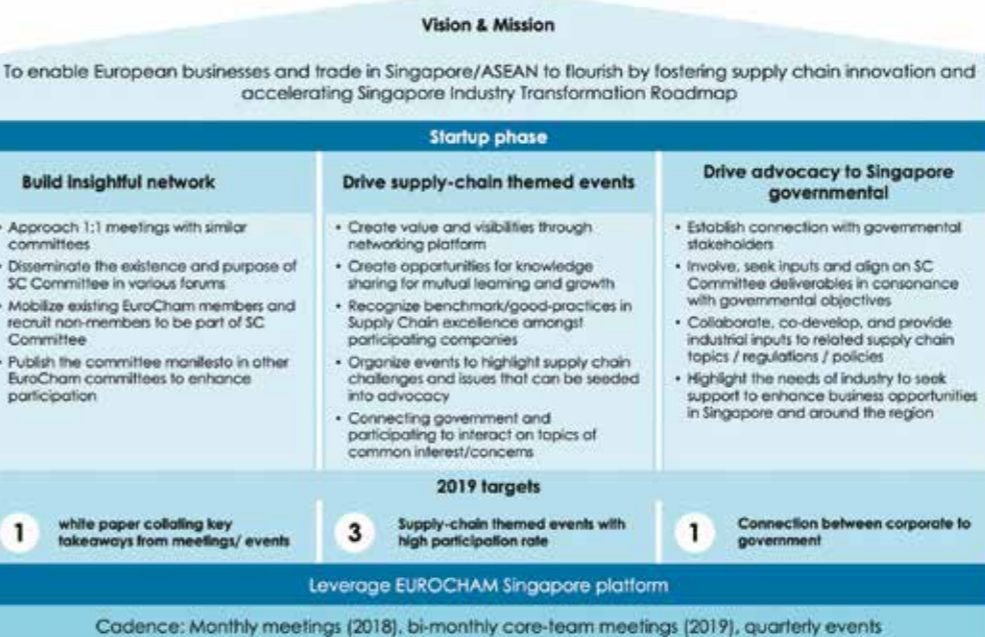 Vision & Mission
To enable European businesses and trade in Singapore/ASEAN to flourish by fostering supply chain innovation and
accelerating Singapore Industry Transformation Roadmap
Startup phase
Build insightful network
• Approach 1:1 meetings with similar
committees
• Disseminate the existence and purpose of
SC Committee in various forums
• Mobilize existing EuroCham members and
recruit non-members to be part of SC
Committee
• Publish the committee manifesto in other
EuroCham committees to enhance
participation
Drive supply-chain themed events
• Create value and visibilities through
networking platform
• Create opportunities for knowledge
sharing for mutual learning and growth
• Recognize benchmark/good-practices in
Supply Chain excellence amongst
participating companies
• Organize events to highlight supply chain
challenges and issues that can be seeded
into advocacy
• Connecting government and
participating to interact on topics of
common interest/concerns
Drive advocacy to Singapore
governmental
• Establish connection with governmental
stakeholders
• Involve, seek inputs and align on SC
Committee deliverables in consonance
with governmental objectives
• Collaborate, co-develop, and provide
industrial inputs to related supply chain
topics / regulations / policies
• Highlight the needs of industry to seek
support to enhance business opportunities
in Singapore and around the region
2019 targets
1
white paper collating key
takeaways from meetings/ events
3
Supply-chain themed events with
high participation rate
1
Connection between corporate to
government
Leverage EUROCHAM Singapore platform
Cadence: Monthly meetings (2018), bi-monthly core-team meetings (2019), quarterly events